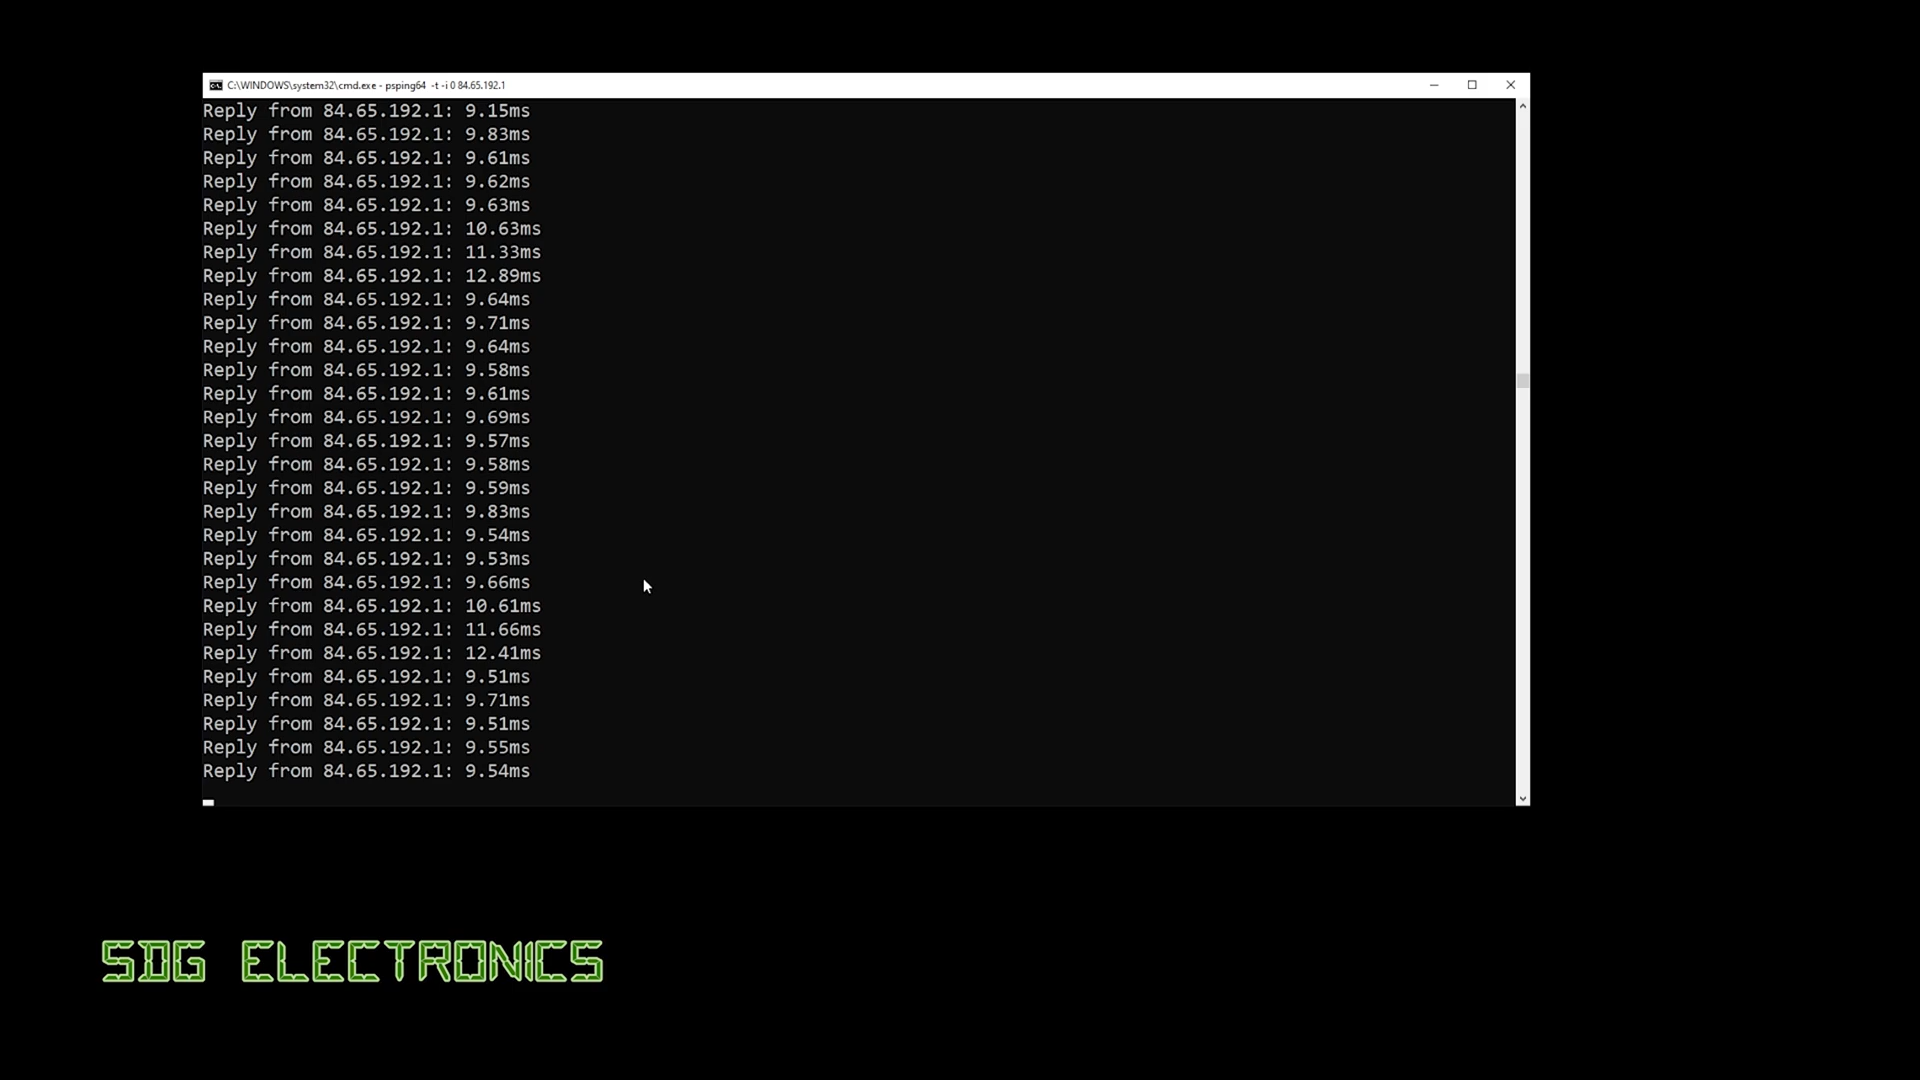 C:\WINDOWS\system32\cmd.exe - psping64 -t -i 0 84.65.192.1
Reply from 84.65.192.1: 9.15ms
Reply from 84.65.192.1: 9.83ms
Reply from 84.65.192.1: 9.61ms
Reply from 84.65.192.1: 9.62ms
Reply from 84.65.192.1: 9.63ms
Reply from 84.65.192.1: 10.63ms
Reply from 84.65.192.1: 11.33ms
Reply from 84.65.192.1: 12.89ms
Reply from 84.65.192.1: 9.64ms
Reply from 84.65.192.1: 9.71ms
Reply from 84.65.192.1: 9.64ms
Reply from 84.65.192.1: 9.58ms
Reply from 84.65.192.1: 9.61ms
Reply from 84.65.192.1: 9.69ms
Reply from 84.65.192.1: 9.57ms
Reply from 84.65.192.1: 9.58ms
Reply from 84.65.192.1: 9.59ms
Reply from 84.65.192.1: 9.83ms
Reply from 84.65.192.1: 9.54ms
Reply from 84.65.192.1: 9.53ms
Reply from 84.65.192.1: 9.66ms
Reply from 84.65.192.1: 10.61ms
Reply from 84.65.192.1: 11.66ms
Reply from 84.65.192.1: 12.41ms
Reply from 84.65.192.1: 9.51ms
Reply from 84.65.192.1: 9.71ms
Reply from 84.65.192.1: 9.51ms
Reply from 84.65.192.1: 9.55ms
Reply from 84.65.192.1: 9.54ms
SDG ELECTRONICS